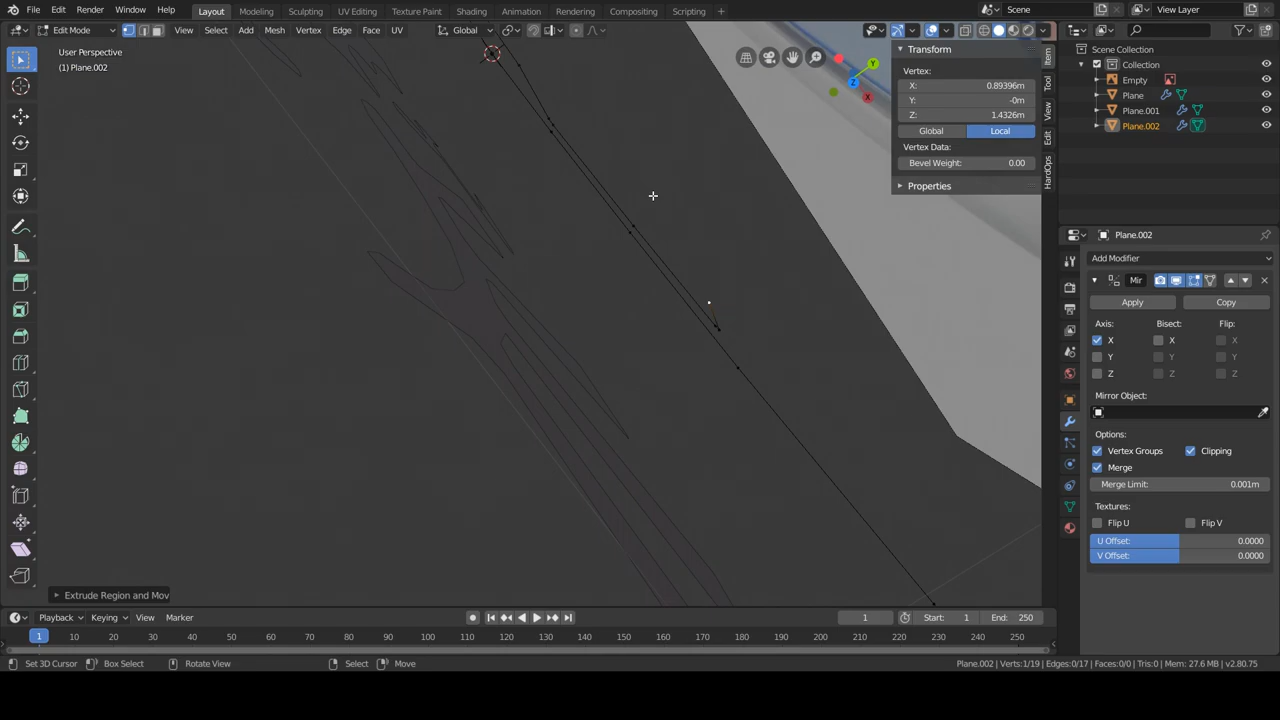 File Edit Render Window Help Layout Modeling Sculpting UV Editing Texture Paint Shading Animation Rendering Compositing Scripting Scene View Layer
Edit Mode View Select Add Mesh Vertex Edge Face UV Global
User Perspective
(1) Plane.002
Transform
Vertex:
X: 0.89396m
Y: -0m
Z: 1.4326m
Global Local
Vertex Data:
Bevel Weight: 0.00
Properties
Item
Tool
View
Edit
HardOps
Y
Z
X
Scene Collection
Collection
Empty
Plane
Plane.001
Plane.002
Plane.002
Add Modifier
Mir
Apply Copy
Axis: Bisect: Flip:
X X X
Y Y Y
Z Z Z
Mirror Object:
Options:
Vertex Groups Clipping
Merge
Merge Limit: 0.001m
Textures:
Flip U Flip V
U Offset: 0.0000
V Offset: 0.0000
Extrude Region and Mov
Playback Keying View Marker 1 Start: 1 End: 250
1 10 20 30 40 50 60 70 80 90 100 110 120 130 140 150 160 170 180 190 200 210 220 230 240 250
Set 3D Cursor Box Select Rotate View Select Move Plane.002 | Verts:1/19 | Edges:0/17 | Faces:0/0 | Tris:0 | Mem: 27.6 MB | v2.80.75